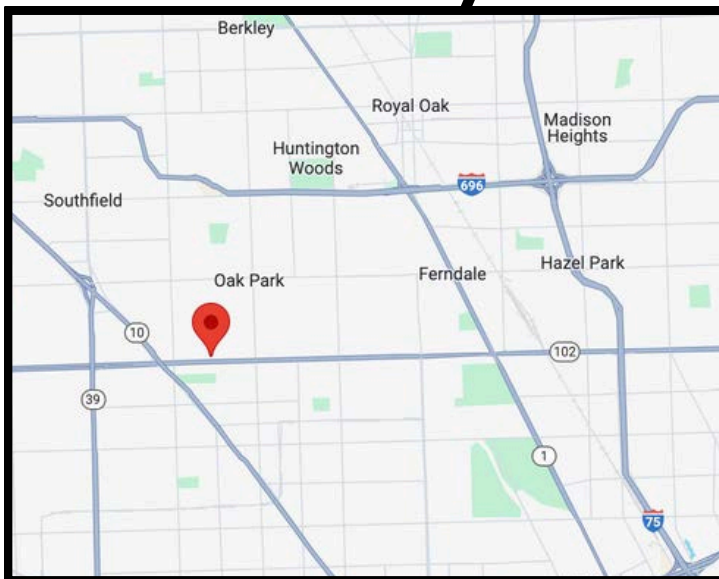 Berkley
Royal Oak
Madison
Heights
Huntington
Woods
696
Southfield
Oak Park
Ferndale
Hazel Park
10
102
39
1
75